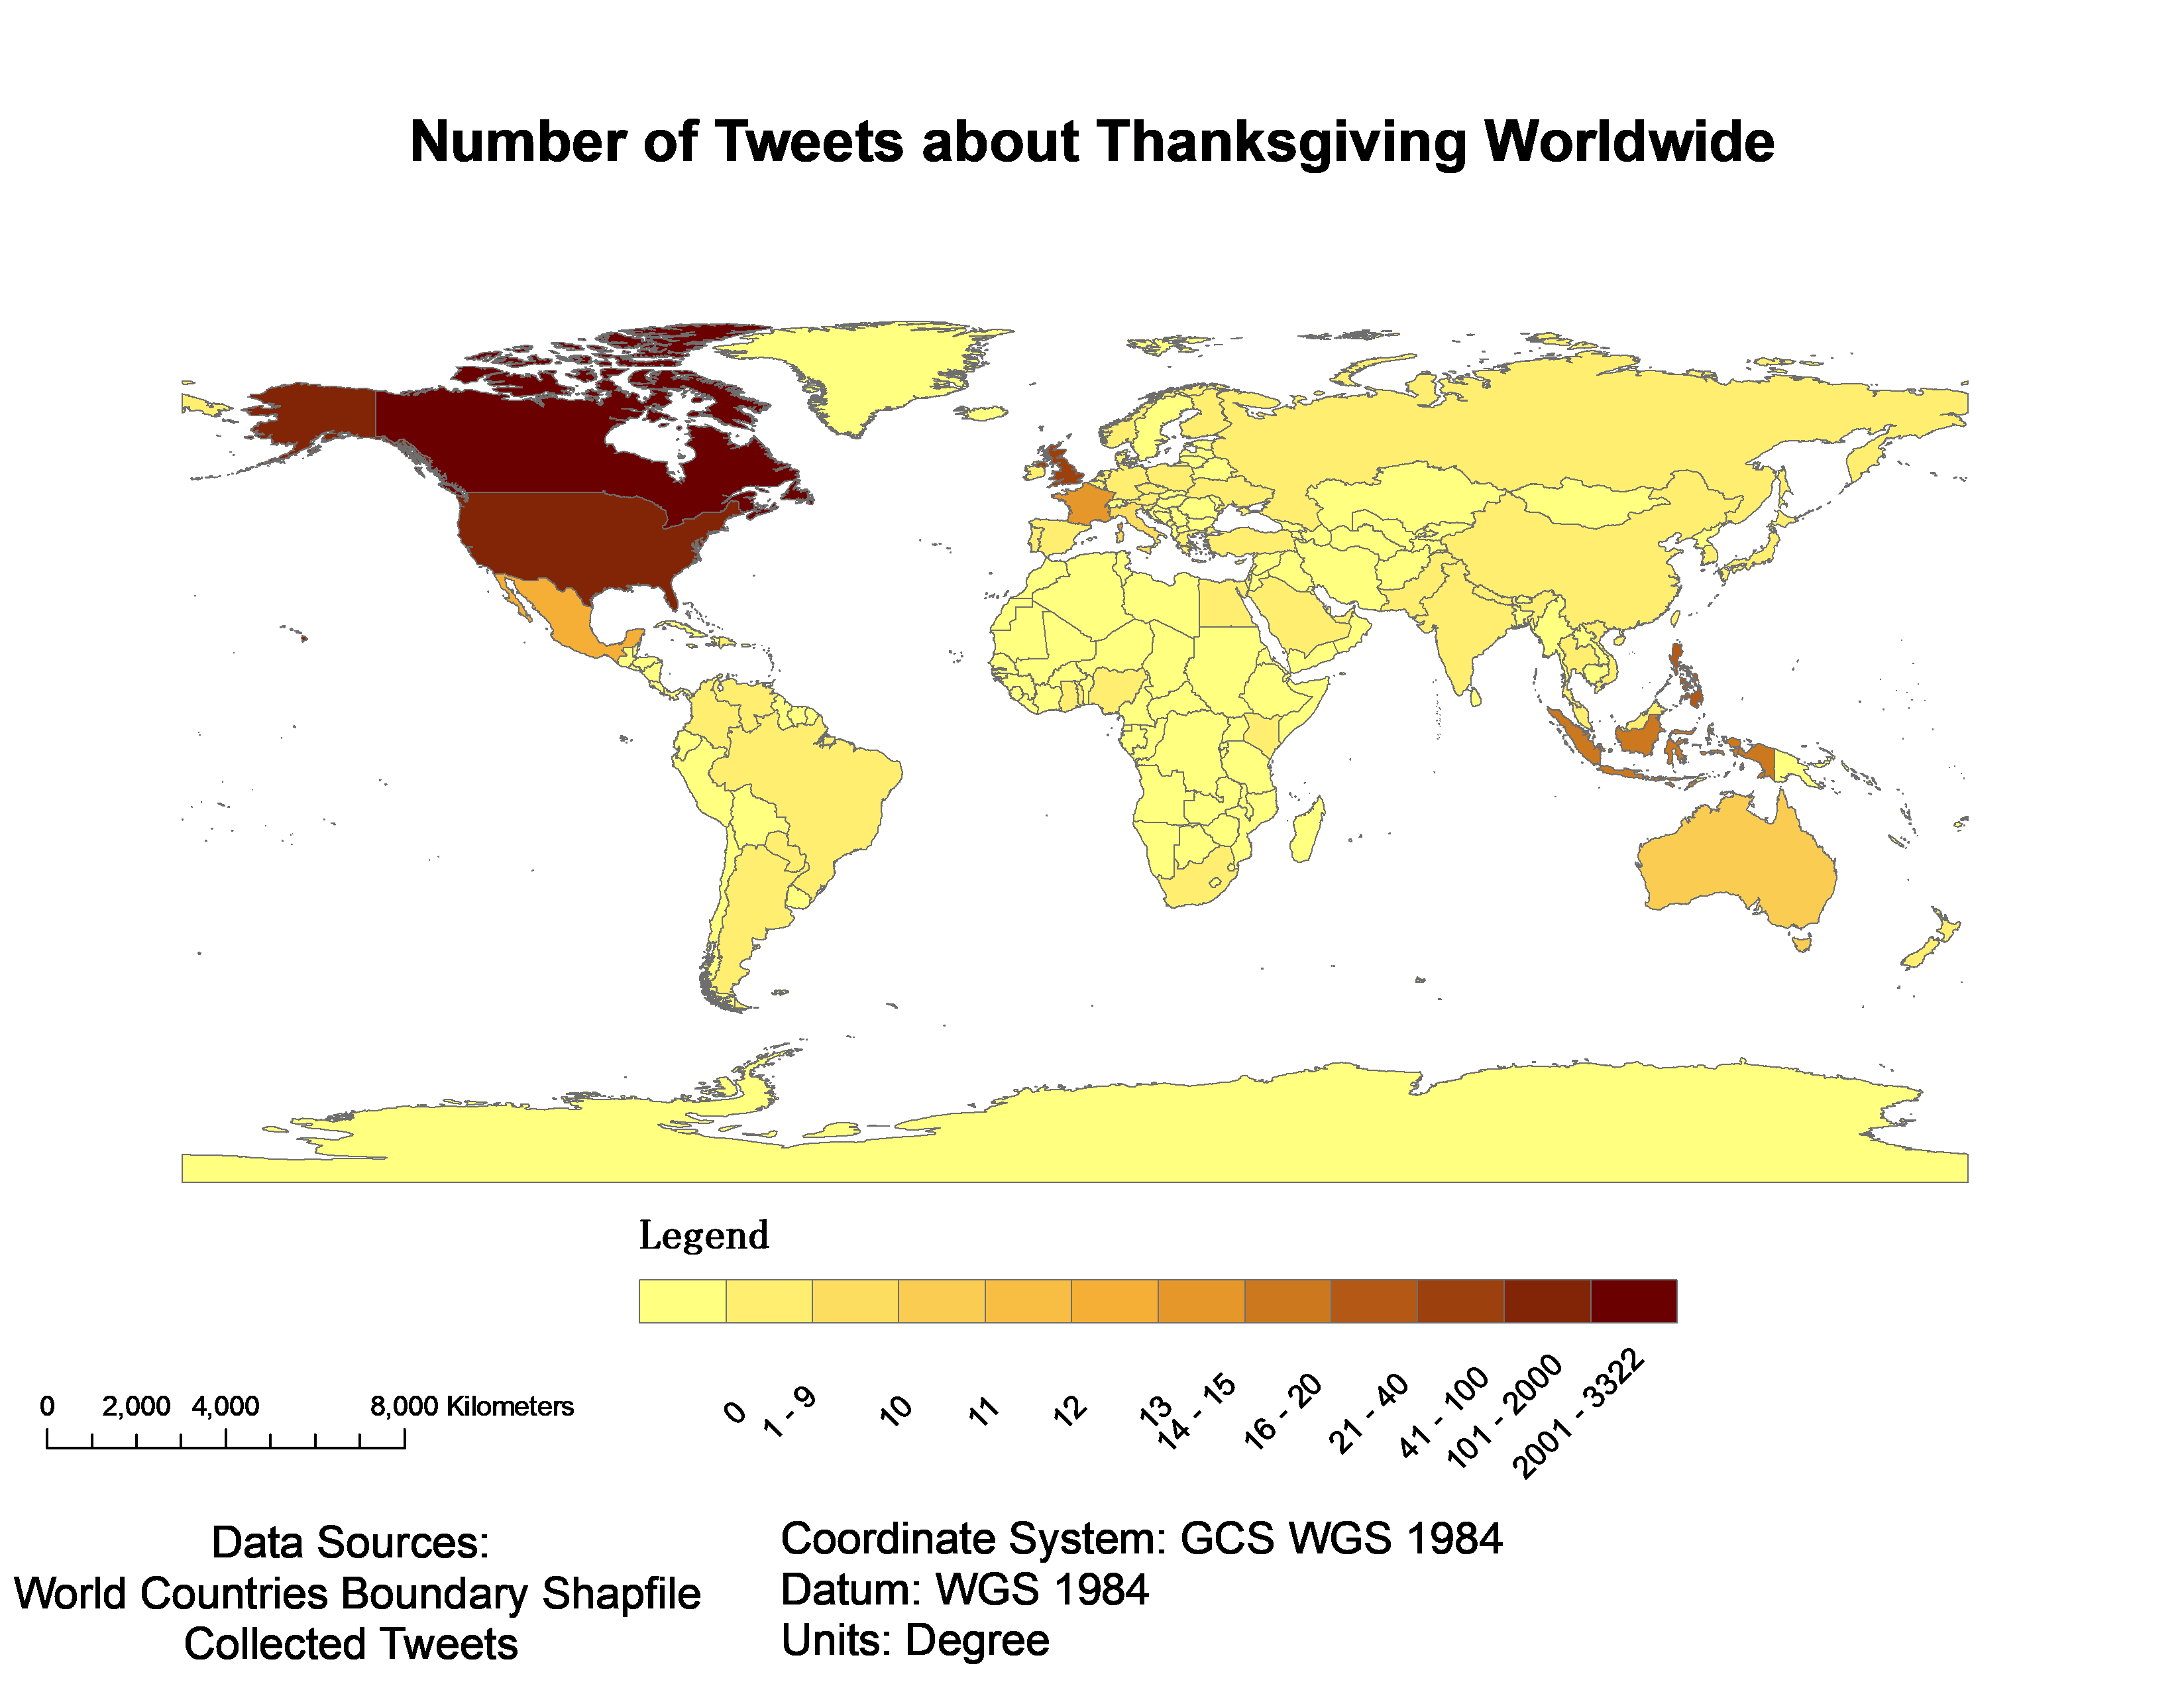 Number of Tweets about Thanksgiving Worldwide
Legend
0
1 - 9
10
11
12
13
14 - 15
16 - 20
21 - 40
41 - 100
101 - 2000
2001 - 3322
0 2,000 4,000 8,000 Kilometers
Data Sources:
World Countries Boundary Shapfile
Collected Tweets
Coordinate System: GCS WGS 1984
Datum: WGS 1984
Units: Degree